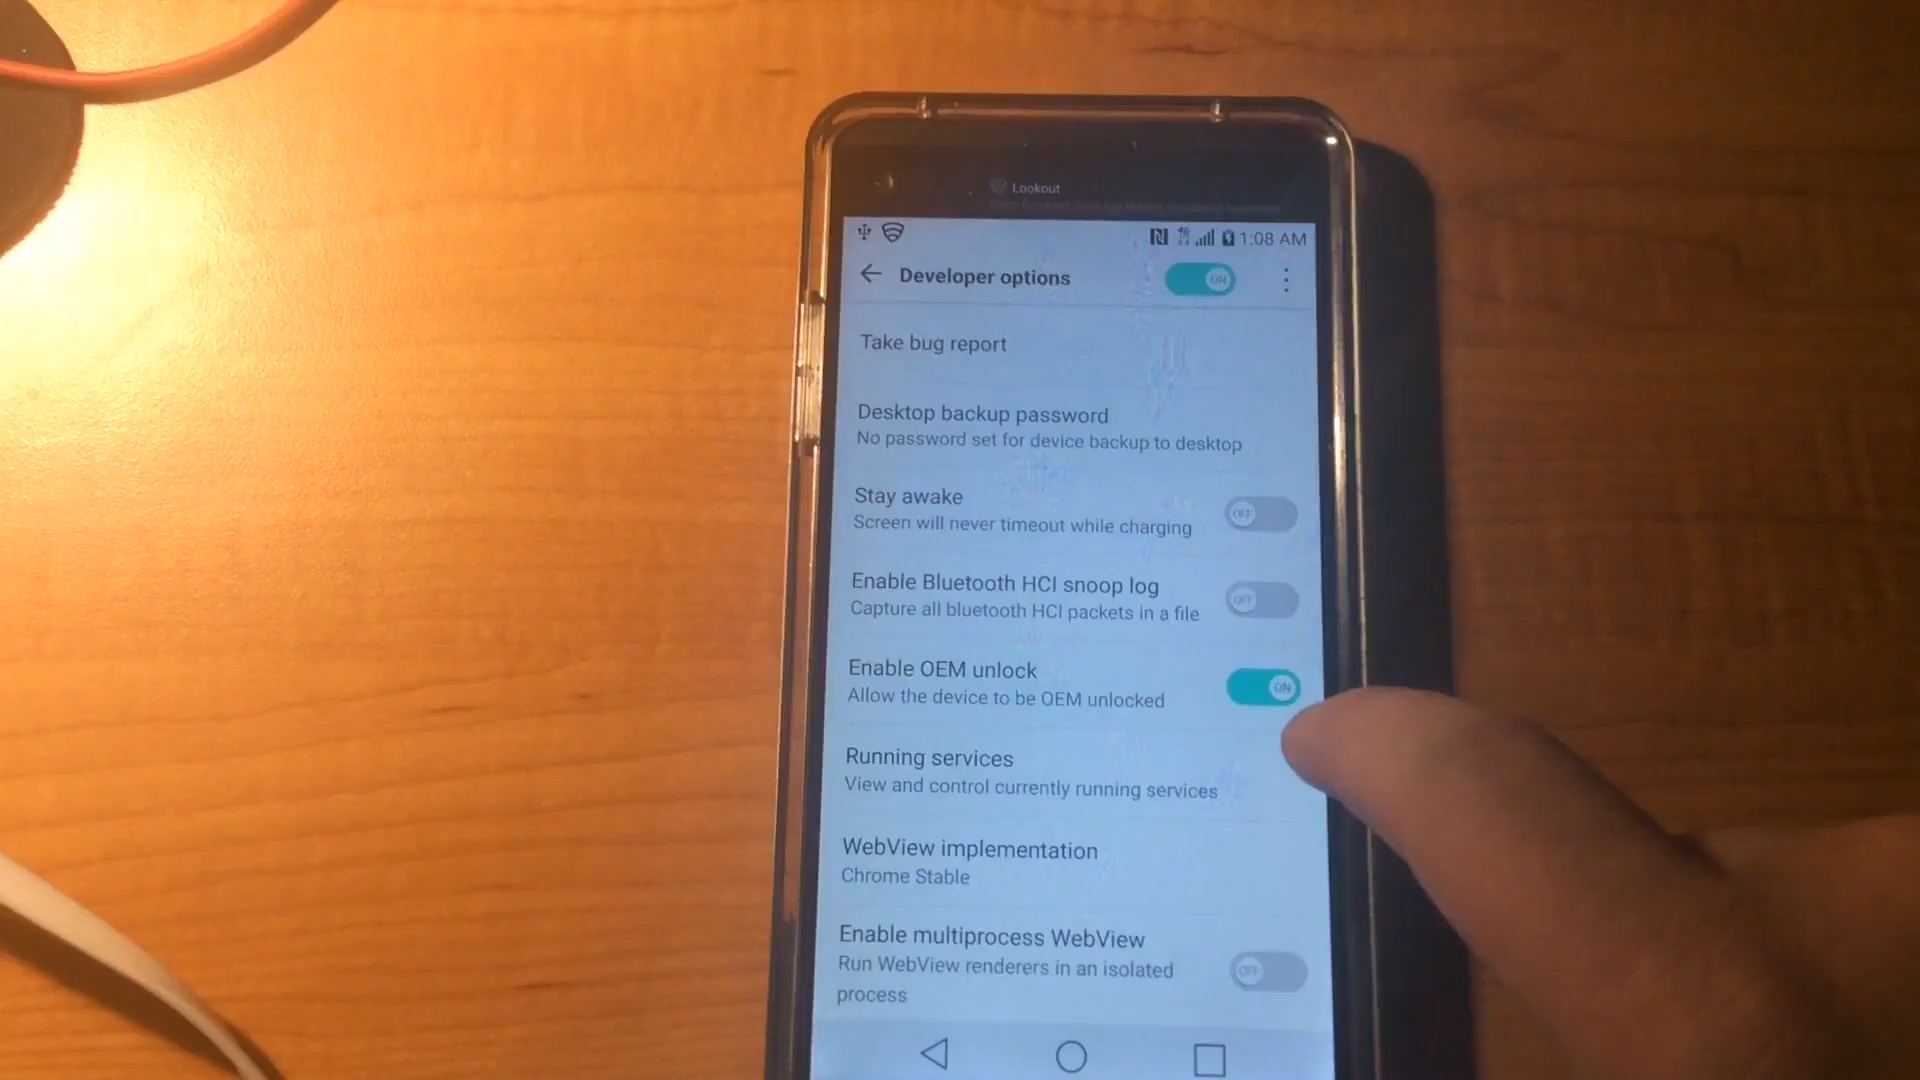 Lookout
1:08 AM
Developer options
ON
Take bug report
Desktop backup password
No password set for device backup to desktop
Stay awake
Screen will never timeout while charging
OFF
Enable Bluetooth HCI snoop log
Capture all bluetooth HCI packets in a file
OFF
Enable OEM unlock
Allow the device to be OEM unlocked
ON
Running services
View and control currently running services
WebView implementation
Chrome Stable
Enable multiprocess WebView
Run WebView renderers in an isolated
process
OFF